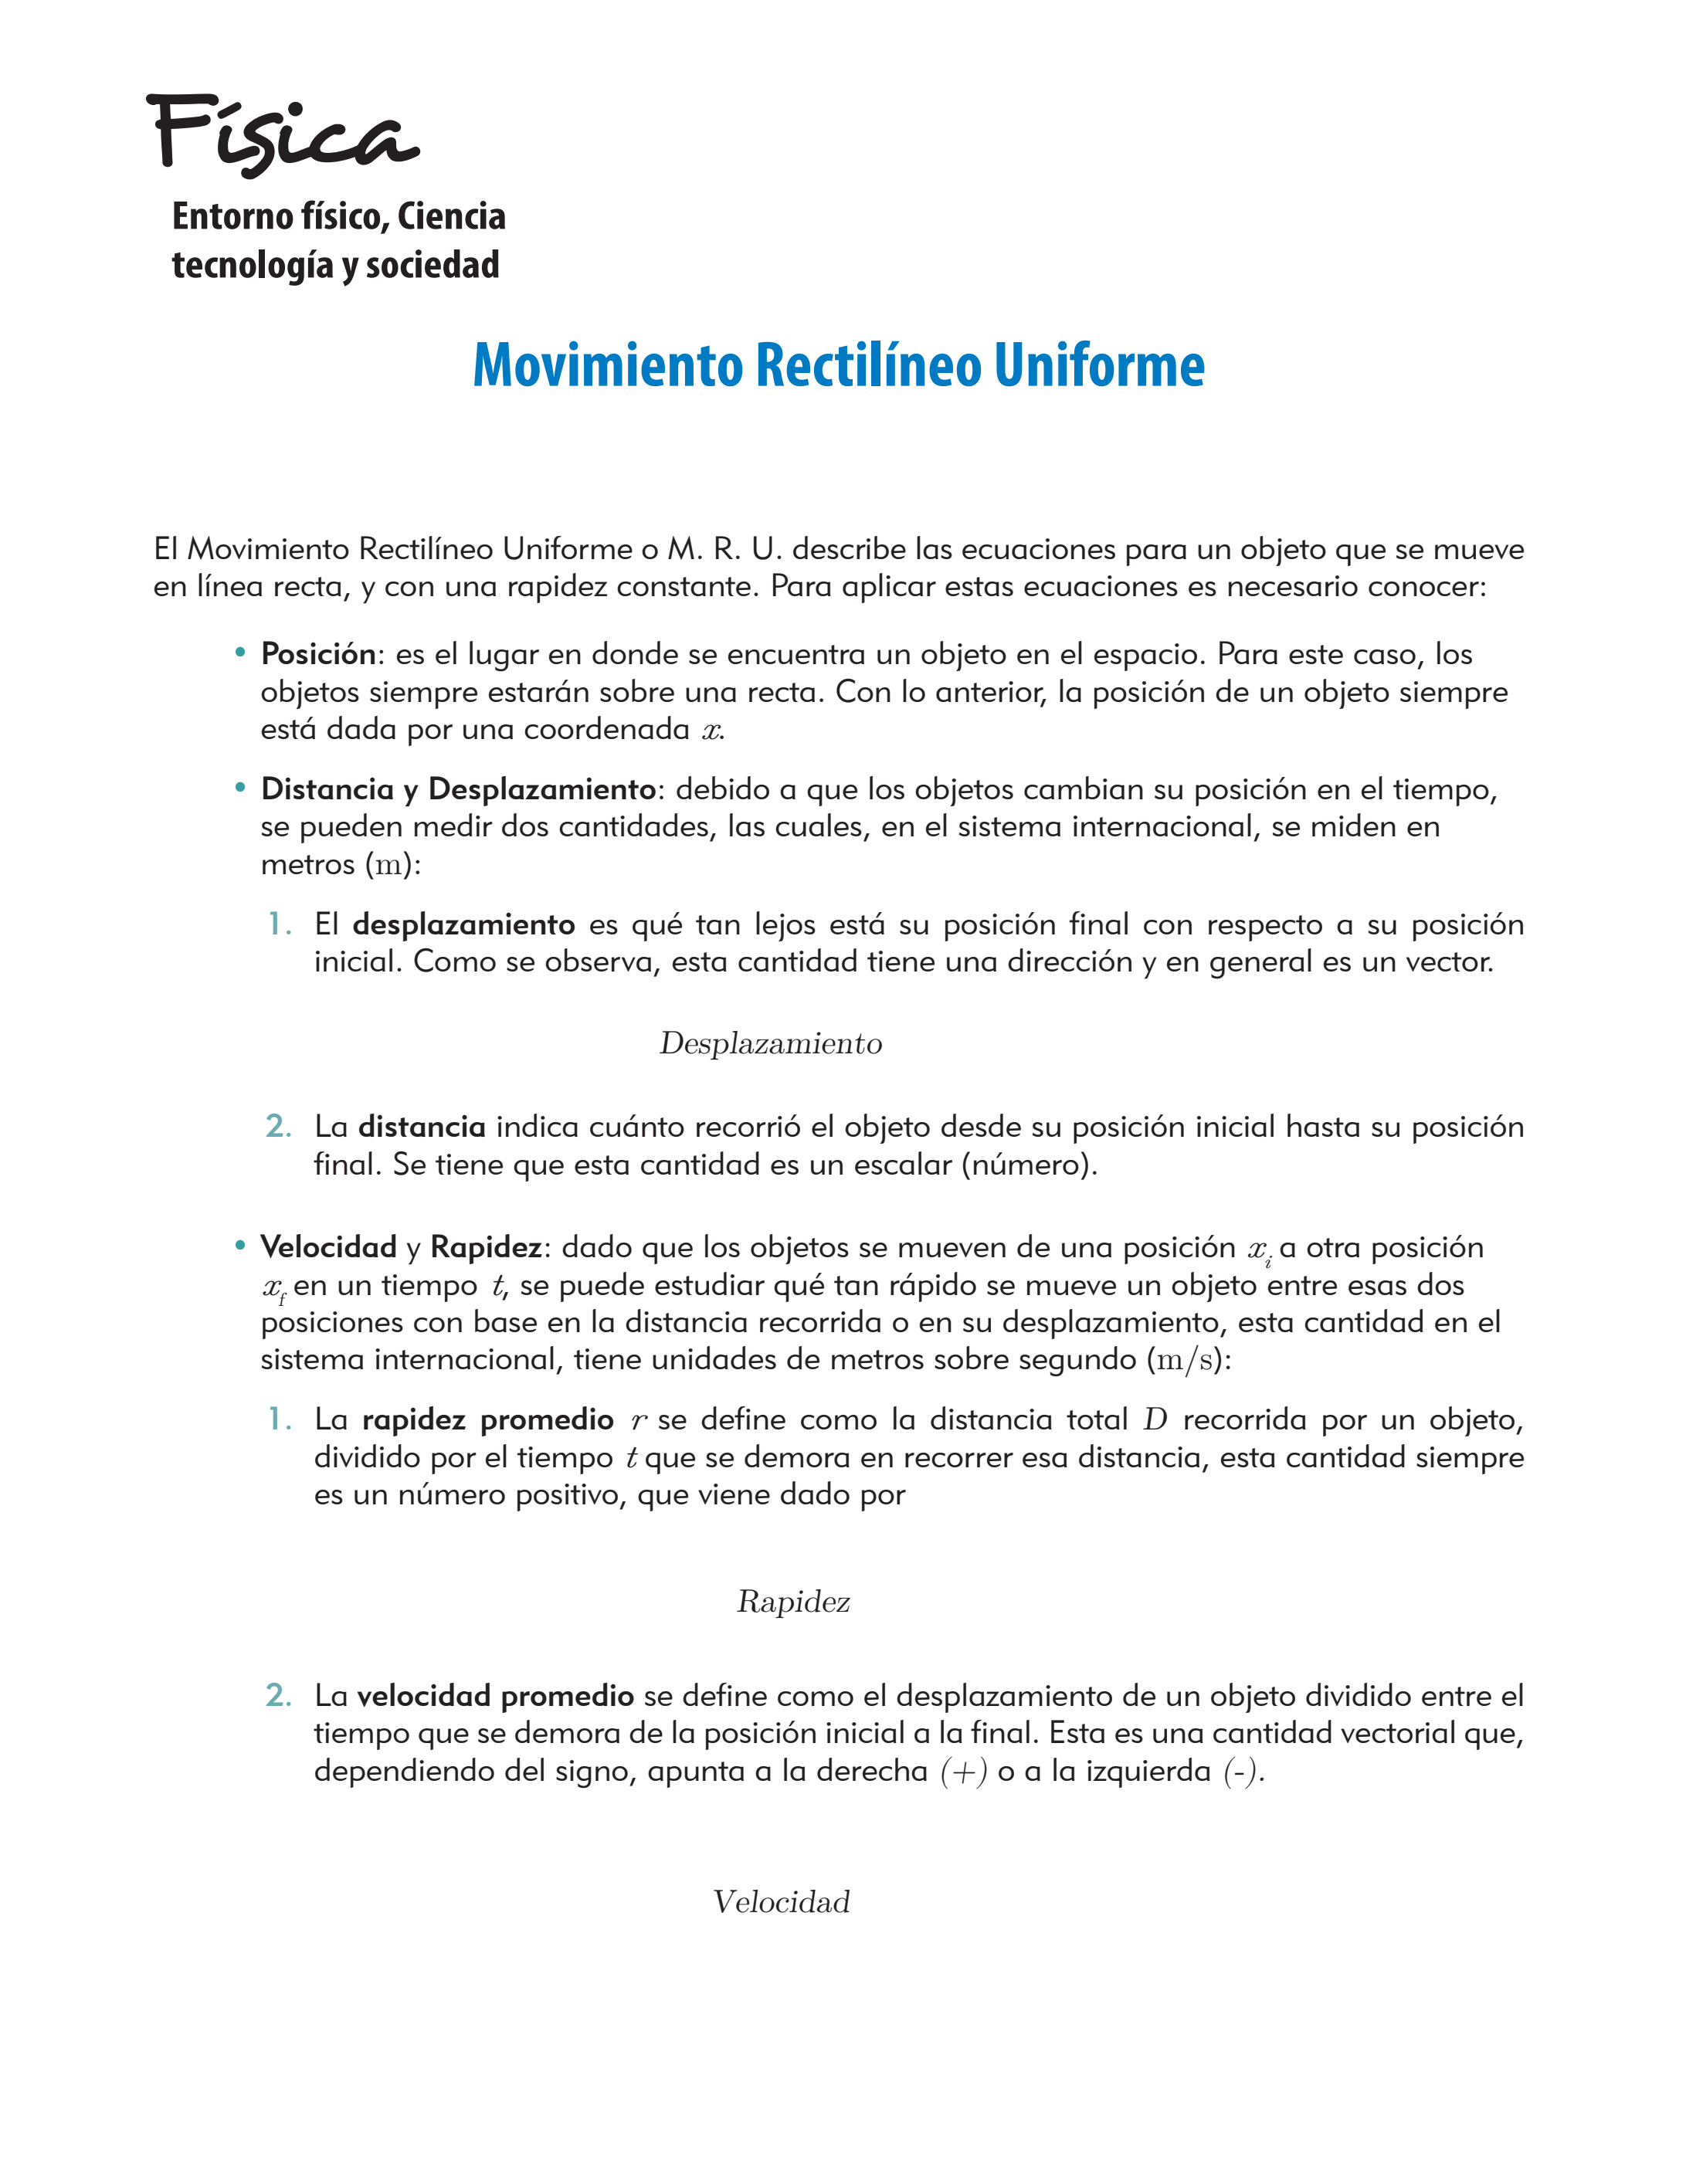 Física
Entorno físico, Ciencia
tecnología y sociedad
Movimiento Rectilíneo Uniforme
El Movimiento Rectilíneo Uniforme o M. R. U. describe las ecuaciones para un objeto que se mueve
en línea recta, y con una rapidez constante. Para aplicar estas ecuaciones es necesario conocer:
• Posición: es el lugar en donde se encuentra un objeto en el espacio. Para este caso, los
objetos siempre estarán sobre una recta. Con lo anterior, la posición de un objeto siempre
está dada por una coordenada x.
• Distancia y Desplazamiento: debido a que los objetos cambian su posición en el tiempo,
se pueden medir dos cantidades, las cuales, en el sistema internacional, se miden en
metros (m):
1. El desplazamiento es qué tan lejos está su posición final con respecto a su posición
inicial. Como se observa, esta cantidad tiene una dirección y en general es un vector.
Desplazamiento
2. La distancia indica cuánto recorrió el objeto desde su posición inicial hasta su posición
final. Se tiene que esta cantidad es un escalar (número).
• Velocidad y Rapidez: dado que los objetos se mueven de una posición x_i a otra posición
x_f en un tiempo t, se puede estudiar qué tan rápido se mueve un objeto entre esas dos
posiciones con base en la distancia recorrida o en su desplazamiento, esta cantidad en el
sistema internacional, tiene unidades de metros sobre segundo (m/s):
1. La rapidez promedio r se define como la distancia total D recorrida por un objeto,
dividido por el tiempo t que se demora en recorrer esa distancia, esta cantidad siempre
es un número positivo, que viene dado por
Rapidez
2. La velocidad promedio se define como el desplazamiento de un objeto dividido entre el
tiempo que se demora de la posición inicial a la final. Esta es una cantidad vectorial que,
dependiendo del signo, apunta a la derecha (+) o a la izquierda (-).
Velocidad